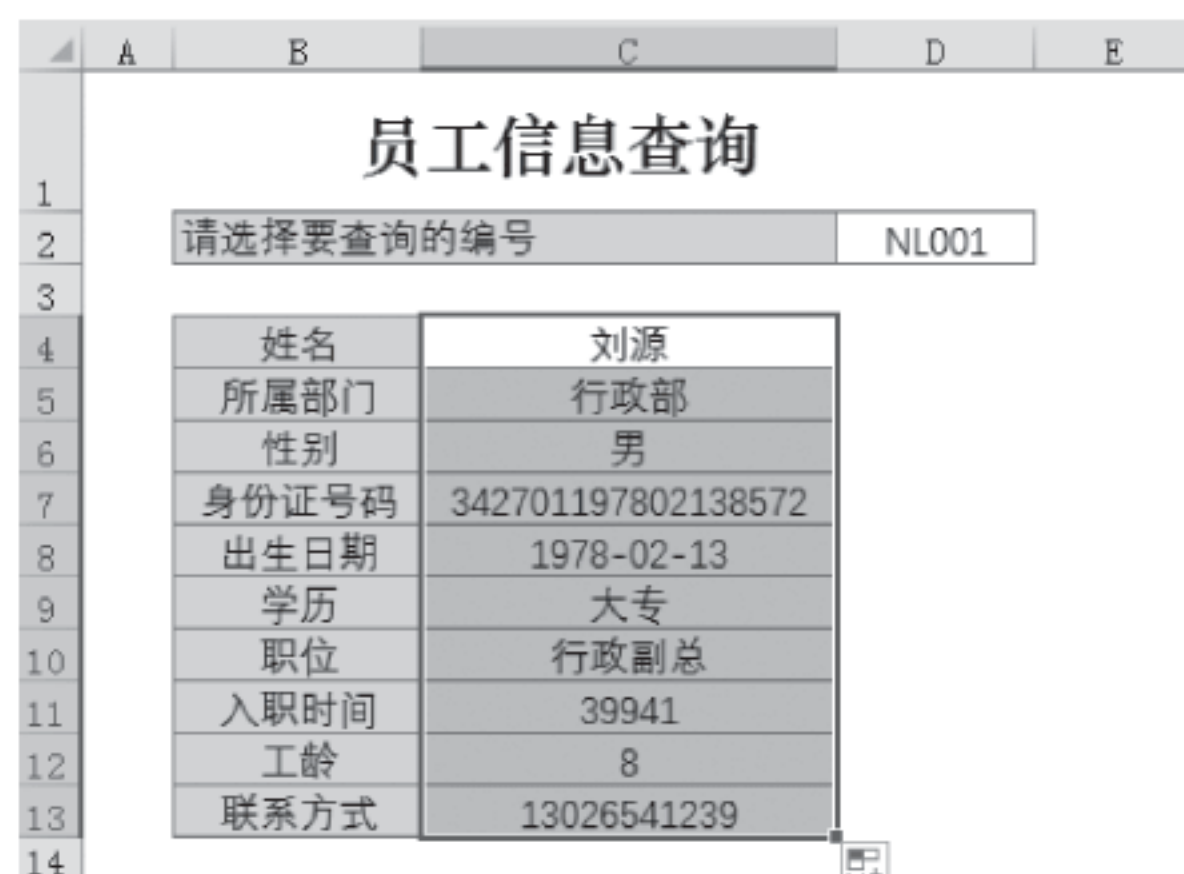 A B C D E
1 员工信息查询
2 请选择要查询的编号 NL001
3
4 姓名 刘源
5 所属部门 行政部
6 性别 男
7 身份证号码 342701197802138572
8 出生日期 1978-02-13
9 学历 大专
10 职位 行政副总
11 入职时间 39941
12 工龄 8
13 联系方式 13026541239
14